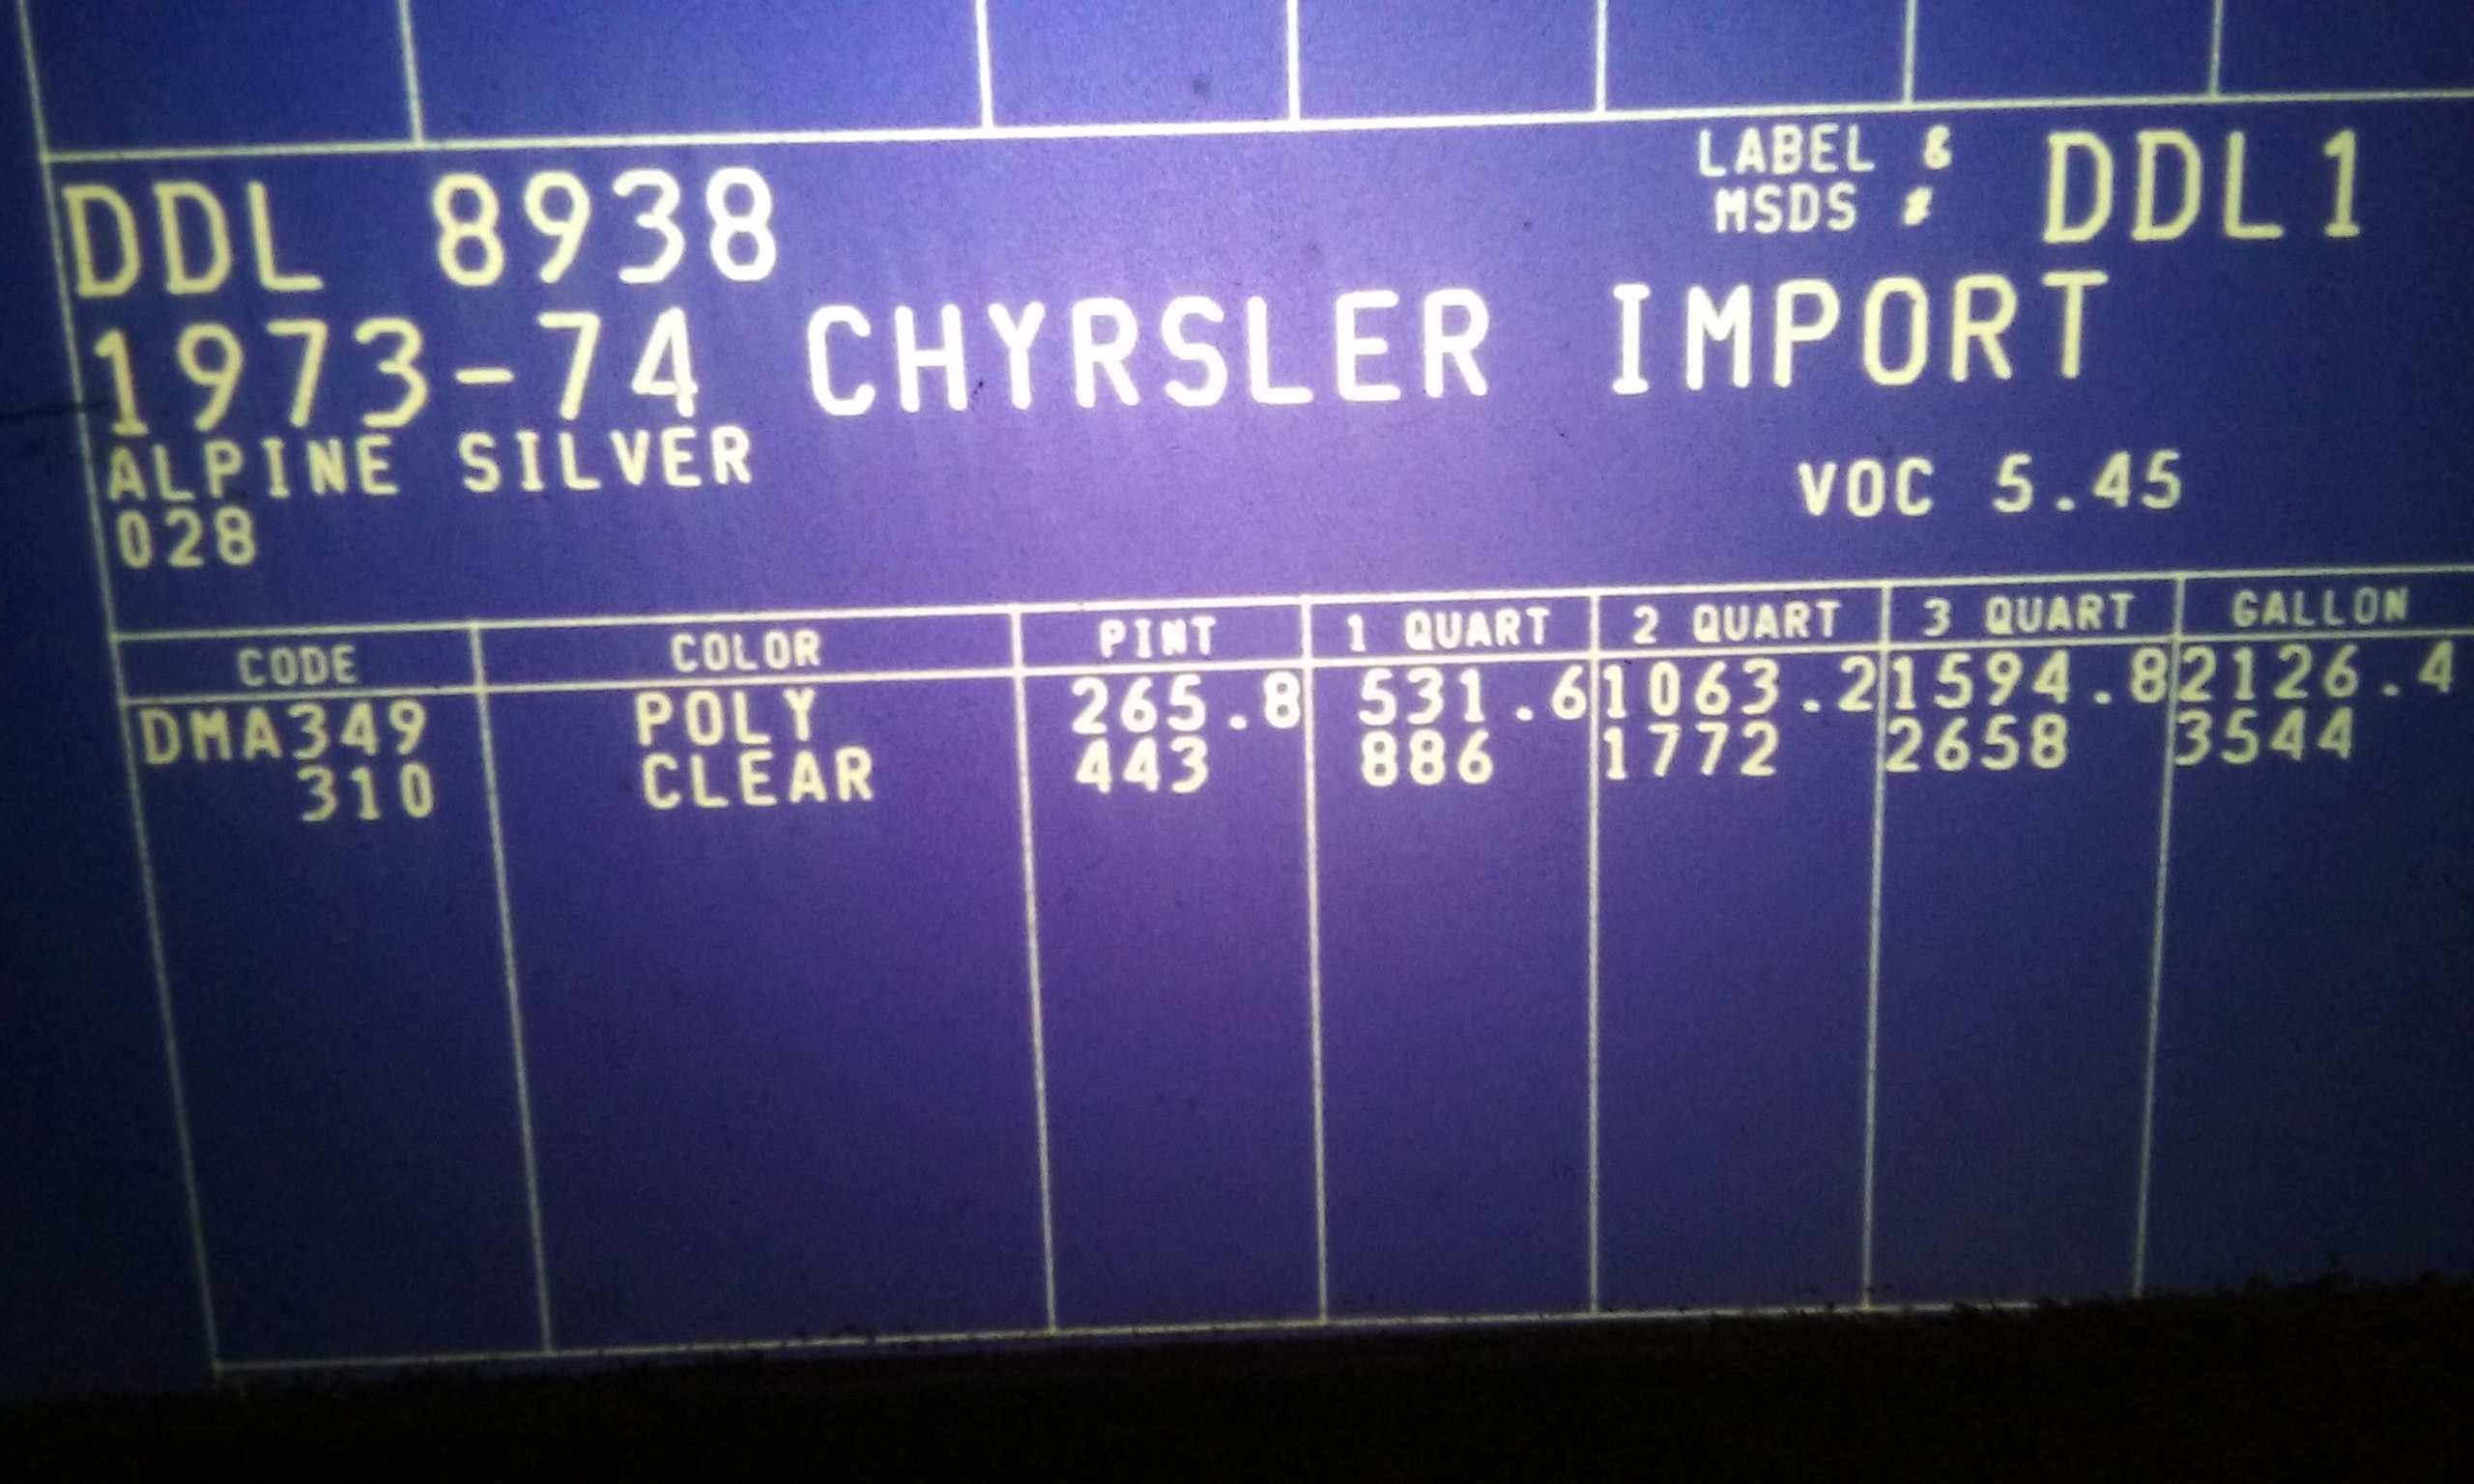 DDL 8938
LABEL &
MSDS # DDL1
1973-74 CHYRSLER IMPORT
ALPINE SILVER
VOC 5.45
028
CODE COLOR PINT 1 QUART 2 QUART 3 QUART GALLON
DMA349 POLY 265.8 531.6 1063.2 1594.8 2126.4
310 CLEAR 443 886 1772 2658 3544